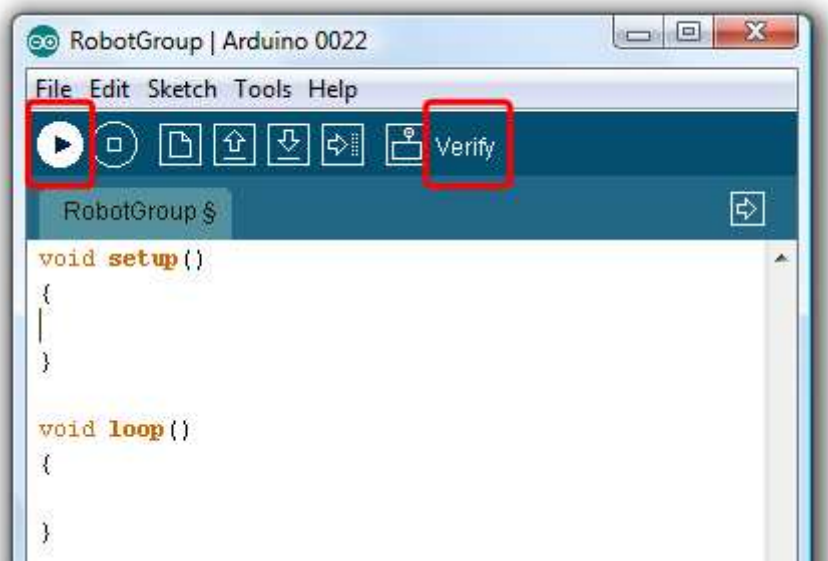 RobotGroup | Arduino 0022
File Edit Sketch Tools Help
Verify
RobotGroup §
void setup()
{
}
void loop()
{
}